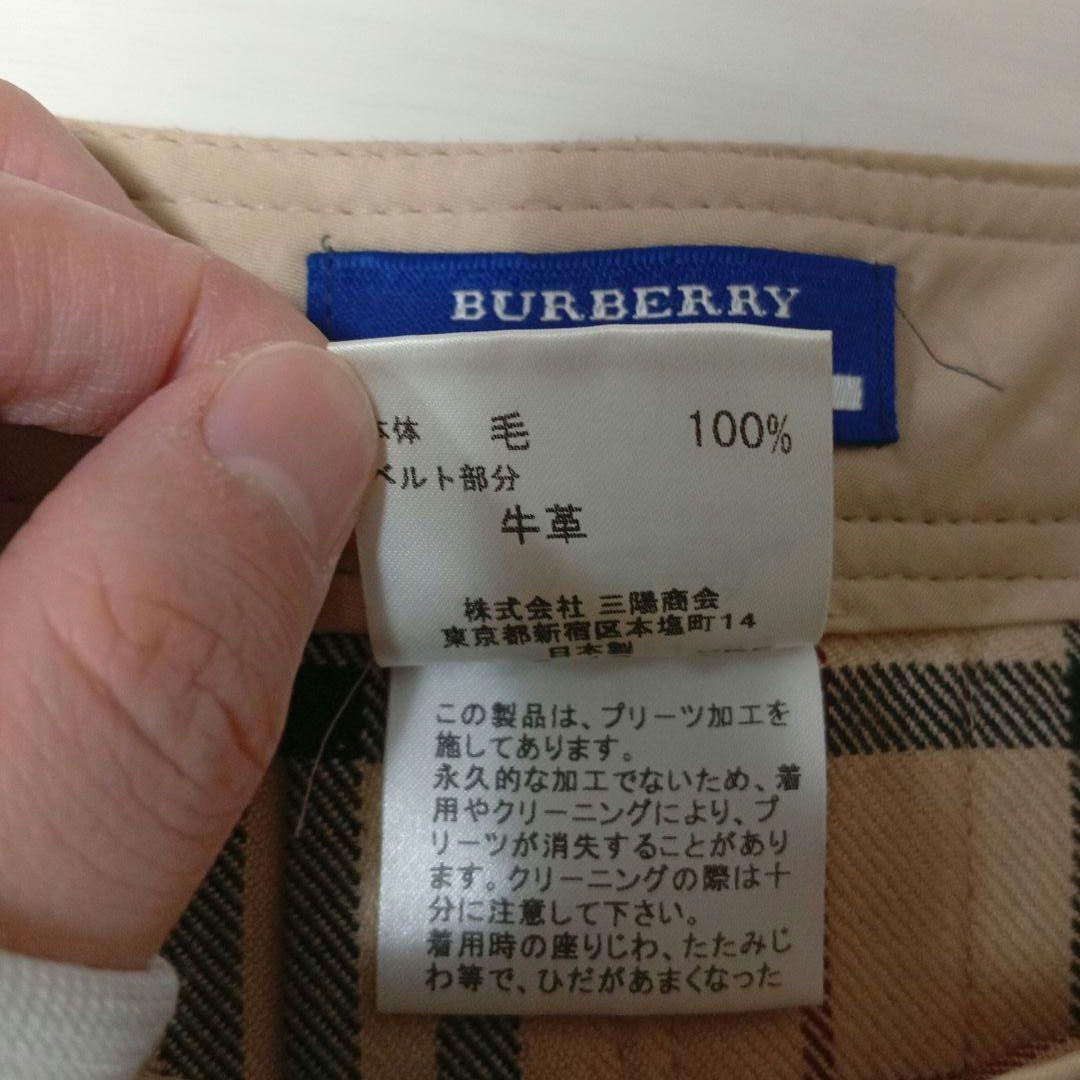 BURBERRY
本体 毛 100%
ベルト部分
牛革
株式会社 三陽商会
東京都新宿区本塩町14
日本製
この製品は、プリーツ加工を
施してあります。
永久的な加工でないため、着
用やクリーニングにより、プ
リーツが消失することがあり
ます。クリーニングの際は十
分に注意して下さい。
着用時の座りじわ、たたみじ
わ等で、ひだがあまくなった